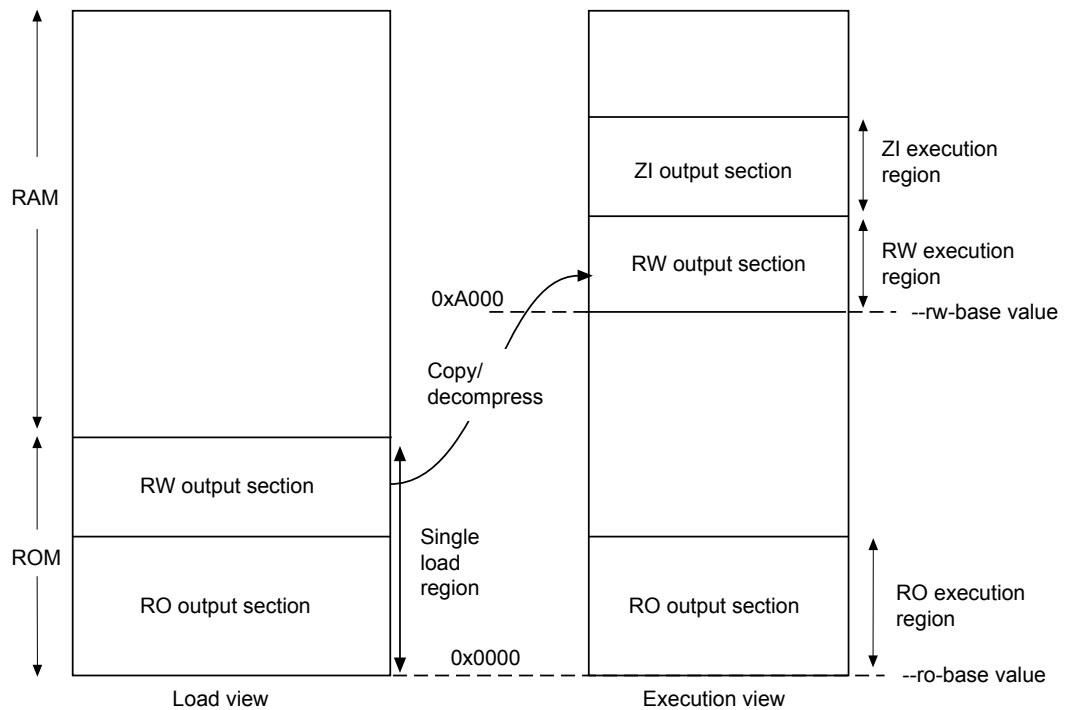 RAM
ROM
RW output section
RO output section
Load view
Single
load
region
Copy/
decompress
0xA000
0x0000
ZI output section
RW output section
RO output section
Execution view
ZI execution
region
RW execution
region
--rw-base value
RO execution
region
--ro-base value